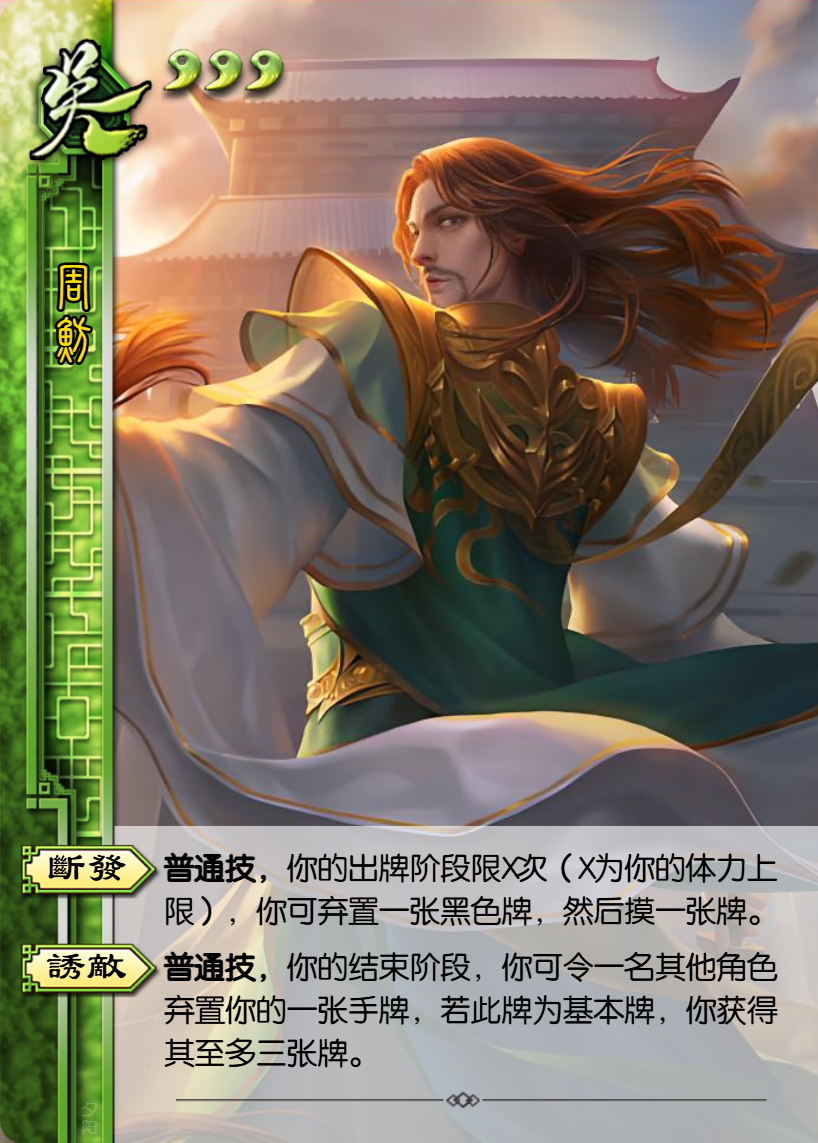 吴
周
鲂
斷發
普通技，你的出牌阶段限X次（X为你的体力上
限），你可弃置一张黑色牌，然后摸一张牌。
誘敵
普通技，你的结束阶段，你可令一名其他角色
弃置你的一张手牌，若此牌为基本牌，你获得
其至多三张牌。
夕
阳